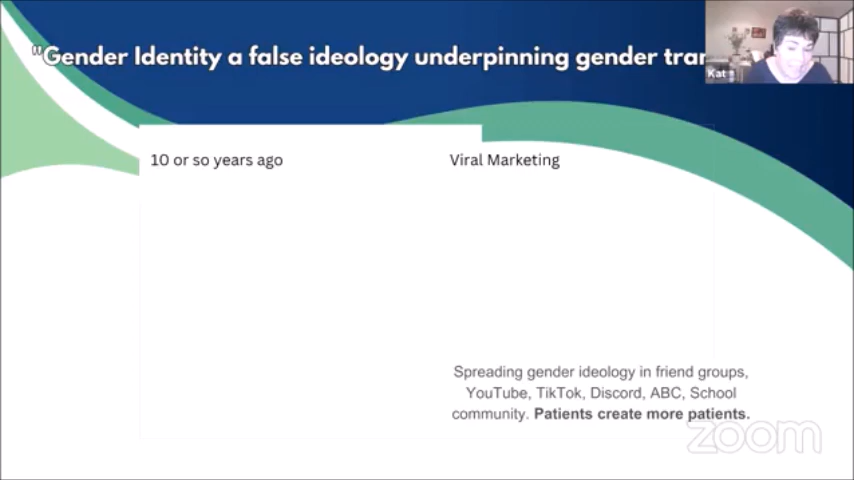 "Gender Identity a false ideology underpinning gender
Kat
10 or so years ago
Viral Marketing
Spreading gender ideology in friend groups,
YouTube, TikTok, Discord, ABC, School
community. Patients create more patients.
zoom